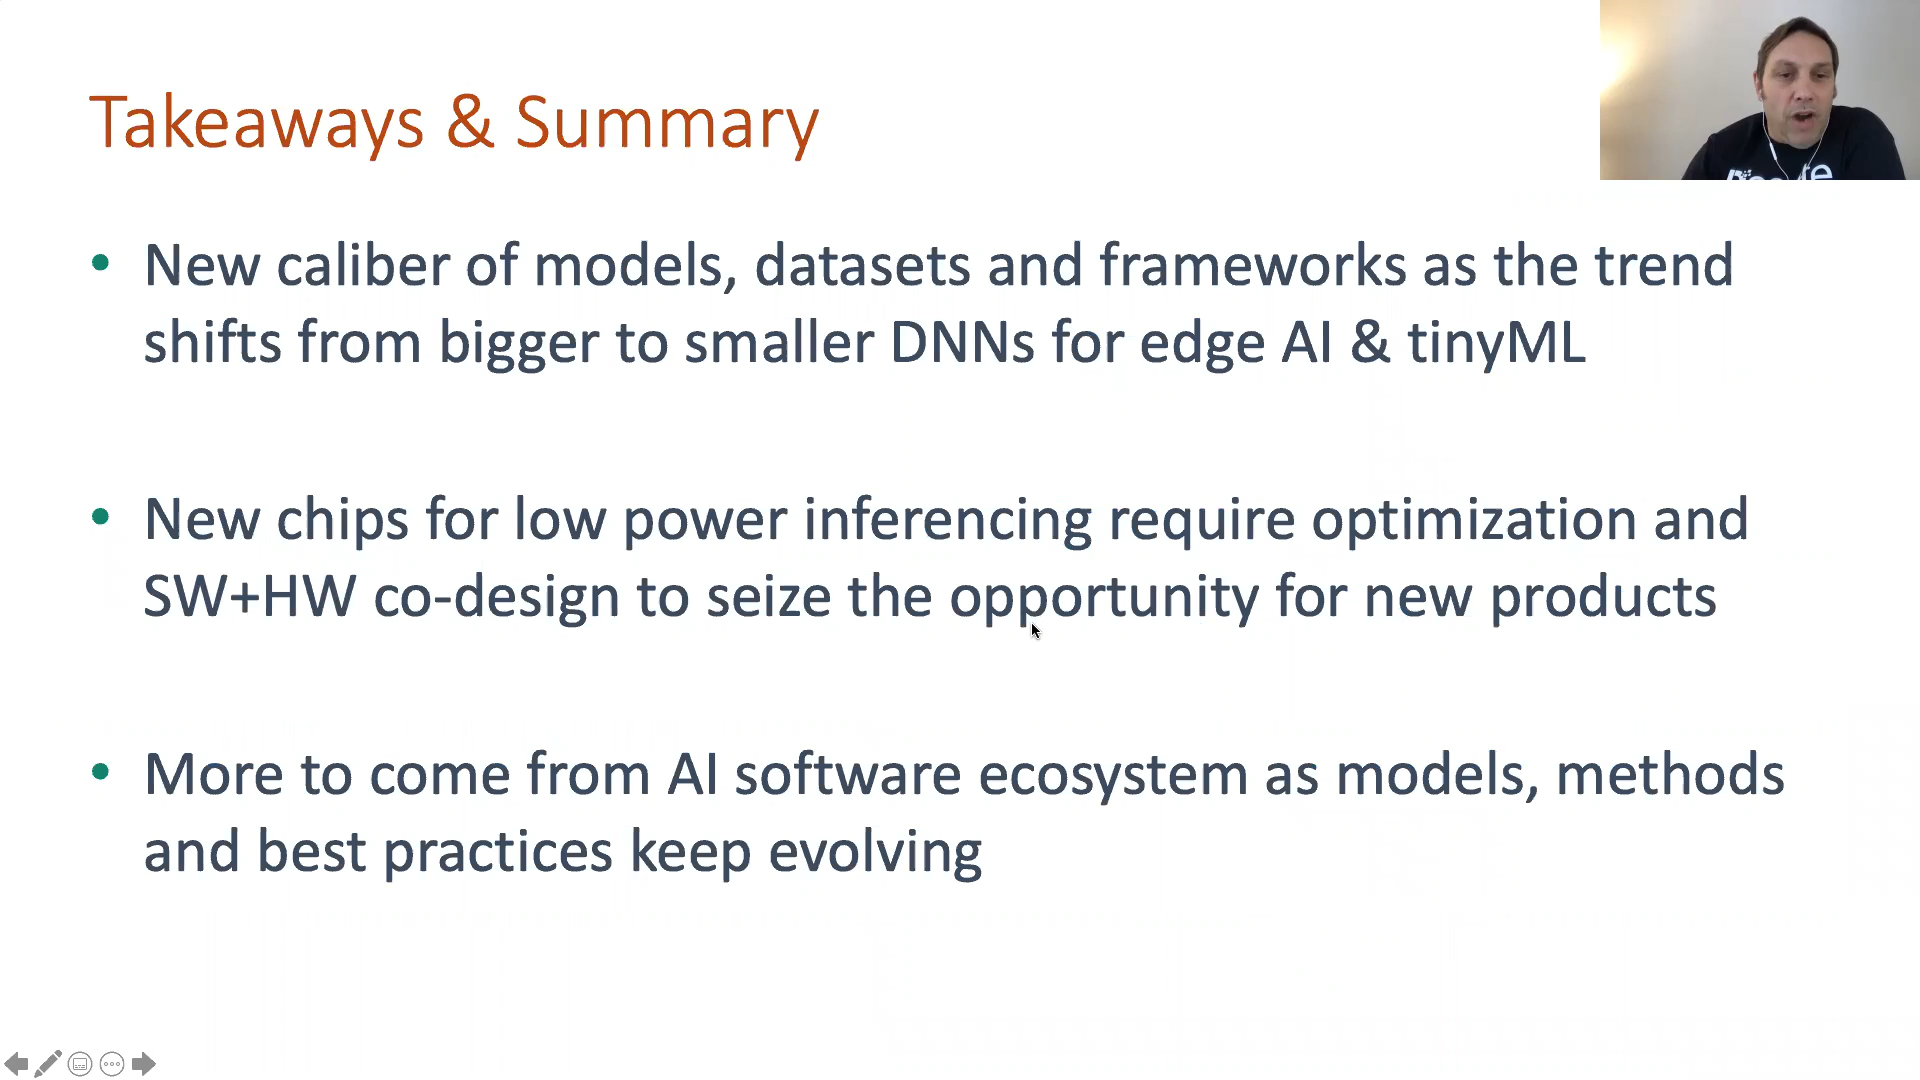 Takeaways & Summary
• New caliber of models, datasets and frameworks as the trend
shifts from bigger to smaller DNNs for edge AI & tinyML
• New chips for low power inferencing require optimization and
SW+HW co-design to seize the opportunity for new products
• More to come from AI software ecosystem as models, methods
and best practices keep evolving